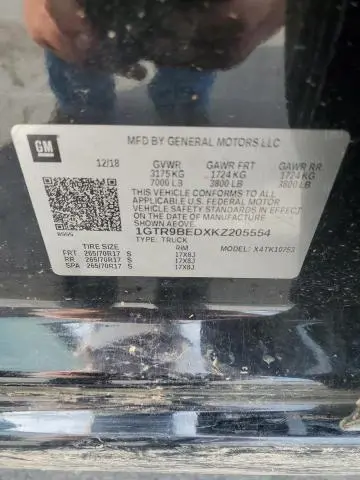 GM
MFD BY GENERAL MOTORS LLC
12/18 GVWR GAWR FRT GAWR RR
3175 KG 1724 KG 1724 KG
7000 LB 3800 LB 3800 LB
THIS VEHICLE CONFORMS TO ALL
APPLICABLE U.S. FEDERAL MOTOR
VEHICLE SAFETY STANDARDS IN EFFECT
ON THE DATE OF MANUFACTURE
SHOWN ABOVE.
1GTR9BEDXKZ205554
TYPE: TRUCK MODEL: X4TK10753
TIRE SIZE RIM
FRT 265/70R17 S 17X8J
RR 265/70R17 S 17X8J
SPA 265/70R17 S 17X8J